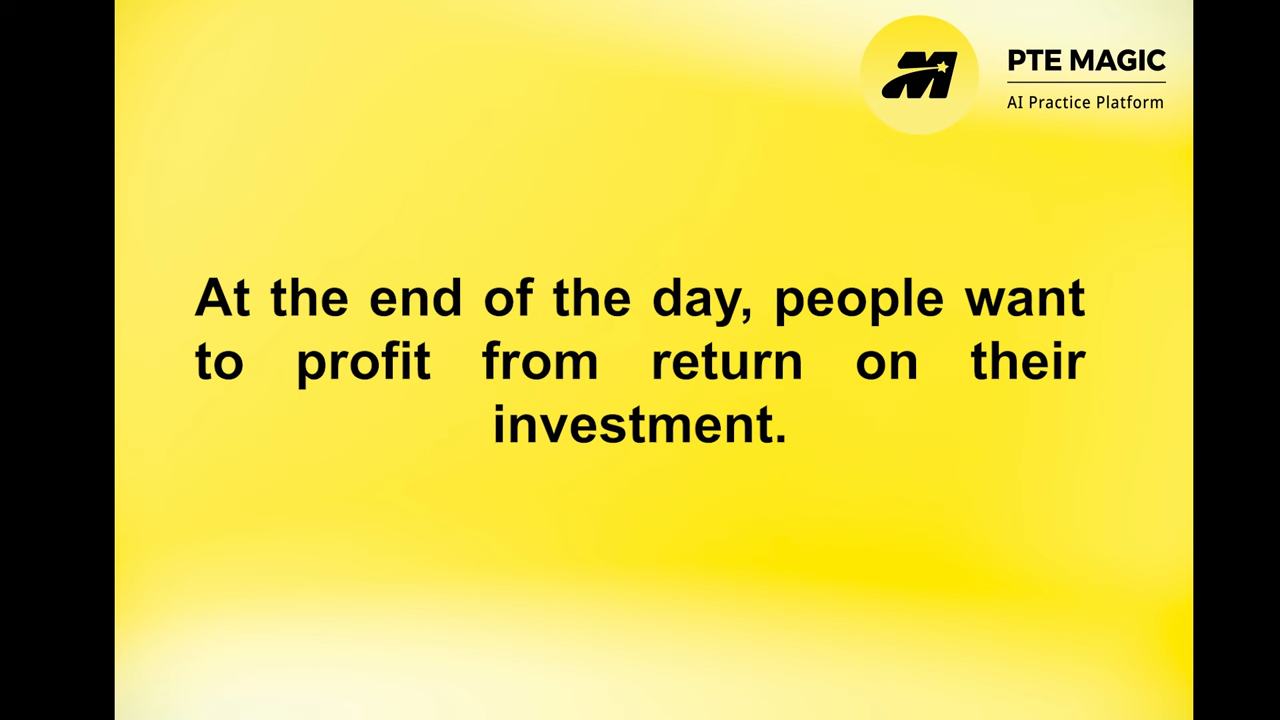 PTE MAGIC
AI Practice Platform
At the end of the day, people want
to profit from return on their
investment.